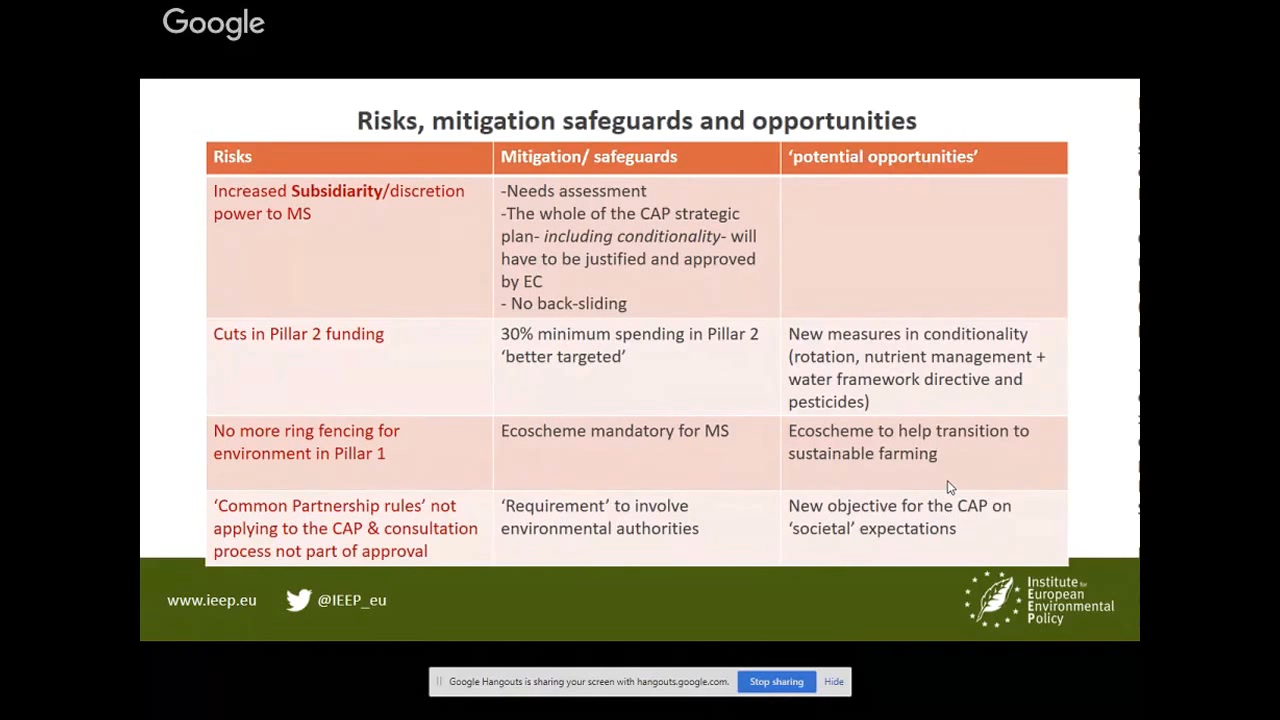 Google
Risks, mitigation safeguards and opportunities
Risks
Mitigation/ safeguards
‘potential opportunities’
Increased Subsidiarity/discretion
power to MS
-Needs assessment
-The whole of the CAP strategic
plan- including conditionality- will
have to be justified and approved
by EC
- No back-sliding
Cuts in Pillar 2 funding
30% minimum spending in Pillar 2
‘better targeted’
New measures in conditionality
(rotation, nutrient management +
water framework directive and
pesticides)
No more ring fencing for
environment in Pillar 1
Ecoscheme mandatory for MS
Ecoscheme to help transition to
sustainable farming
‘Common Partnership rules’ not
applying to the CAP & consultation
process not part of approval
‘Requirement’ to involve
environmental authorities
New objective for the CAP on
‘societal’ expectations
www.ieep.eu
@IEEP_eu
Institute for
European
Environmental
Policy
Google Hangouts is sharing your screen with hangouts.google.com.
Stop sharing
Hide